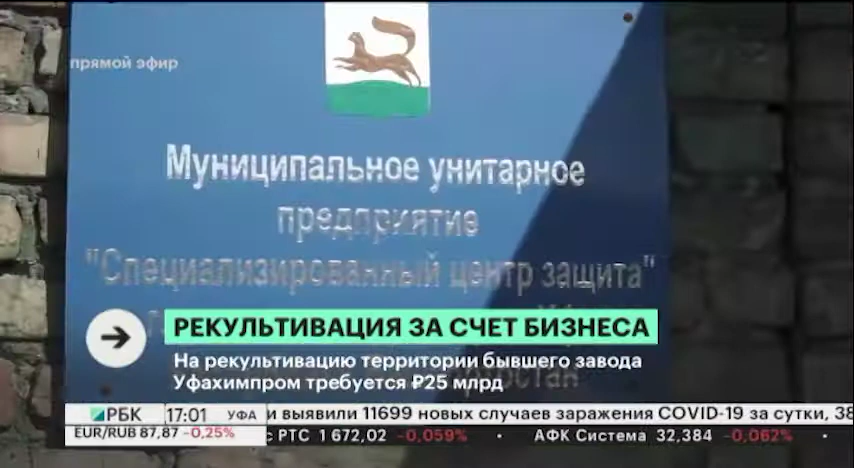 прямой эфир
Муниципальное унитарное
предприятие
"Специализированный центр защита"
РЕКУЛЬТИВАЦИЯ ЗА СЧЕТ БИЗНЕСА
На рекультивацию территории бывшего завода
Уфахимпром требуется ₽25 млрд
РБК 17:01 УФА и выявили 11699 новых случаев заражения COVID-19 за сутки, 38
EUR/RUB 87,87 -0,25% с РТС 1 672,02 -0,059% • АФК Система 32,384 -0,062% •